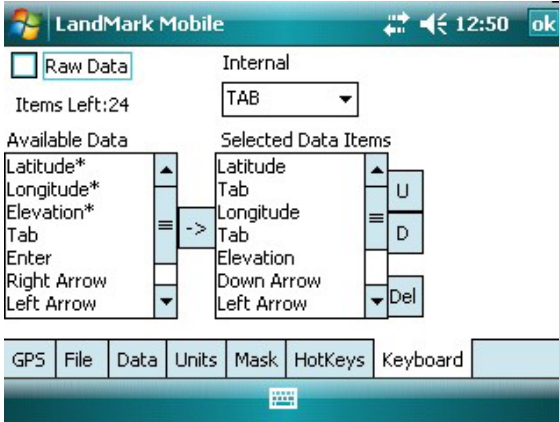 LandMark Mobile 12:50 ok
Raw Data
Internal
Items Left:24
TAB
Available Data
Selected Data Items
Latitude*
Longitude*
Elevation*
Tab
Enter
Right Arrow
Left Arrow
->
Latitude
Tab
Longitude
Tab
Elevation
Down Arrow
Left Arrow
U
D
Del
GPS File Data Units Mask HotKeys Keyboard